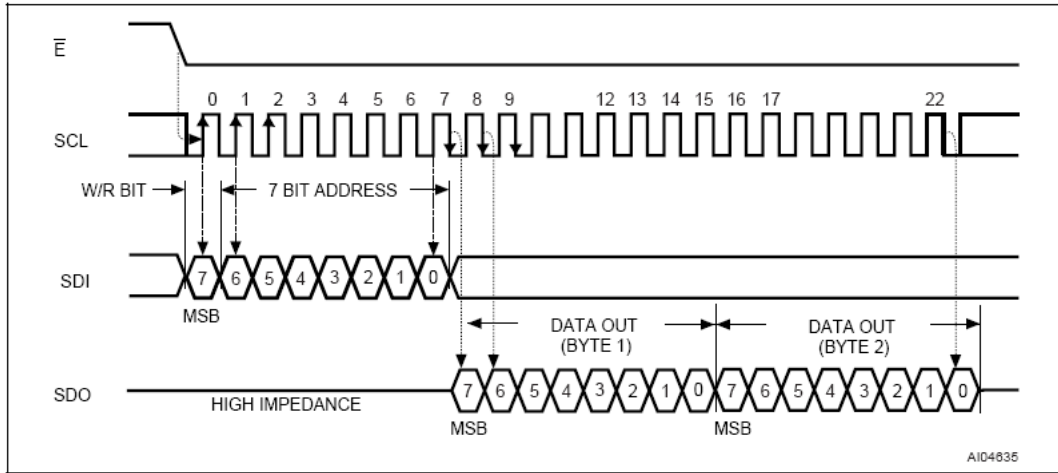 E
0 1 2 3 4 5 6 7 8 9 12 13 14 15 16 17 22
SCL
W/R BIT 7 BIT ADDRESS
SDI 7 6 5 4 3 2 1 0
MSB
DATA OUT
(BYTE 1)
DATA OUT
(BYTE 2)
SDO HIGH IMPEDANCE 7 6 5 4 3 2 1 0 7 6 5 4 3 2 1 0
MSB MSB
AI04635